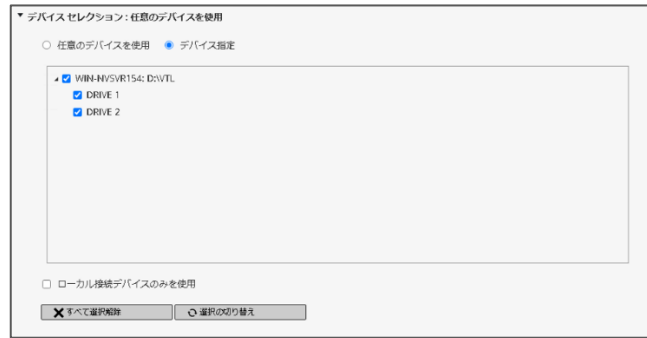 デバイス セレクション : 任意のデバイスを使用
任意のデバイスを使用 デバイス指定
WIN-NVSVR154: D:\VTL
DRIVE 1
DRIVE 2
ローカル接続デバイスのみを使用
すべて選択解除 選択の切り替え